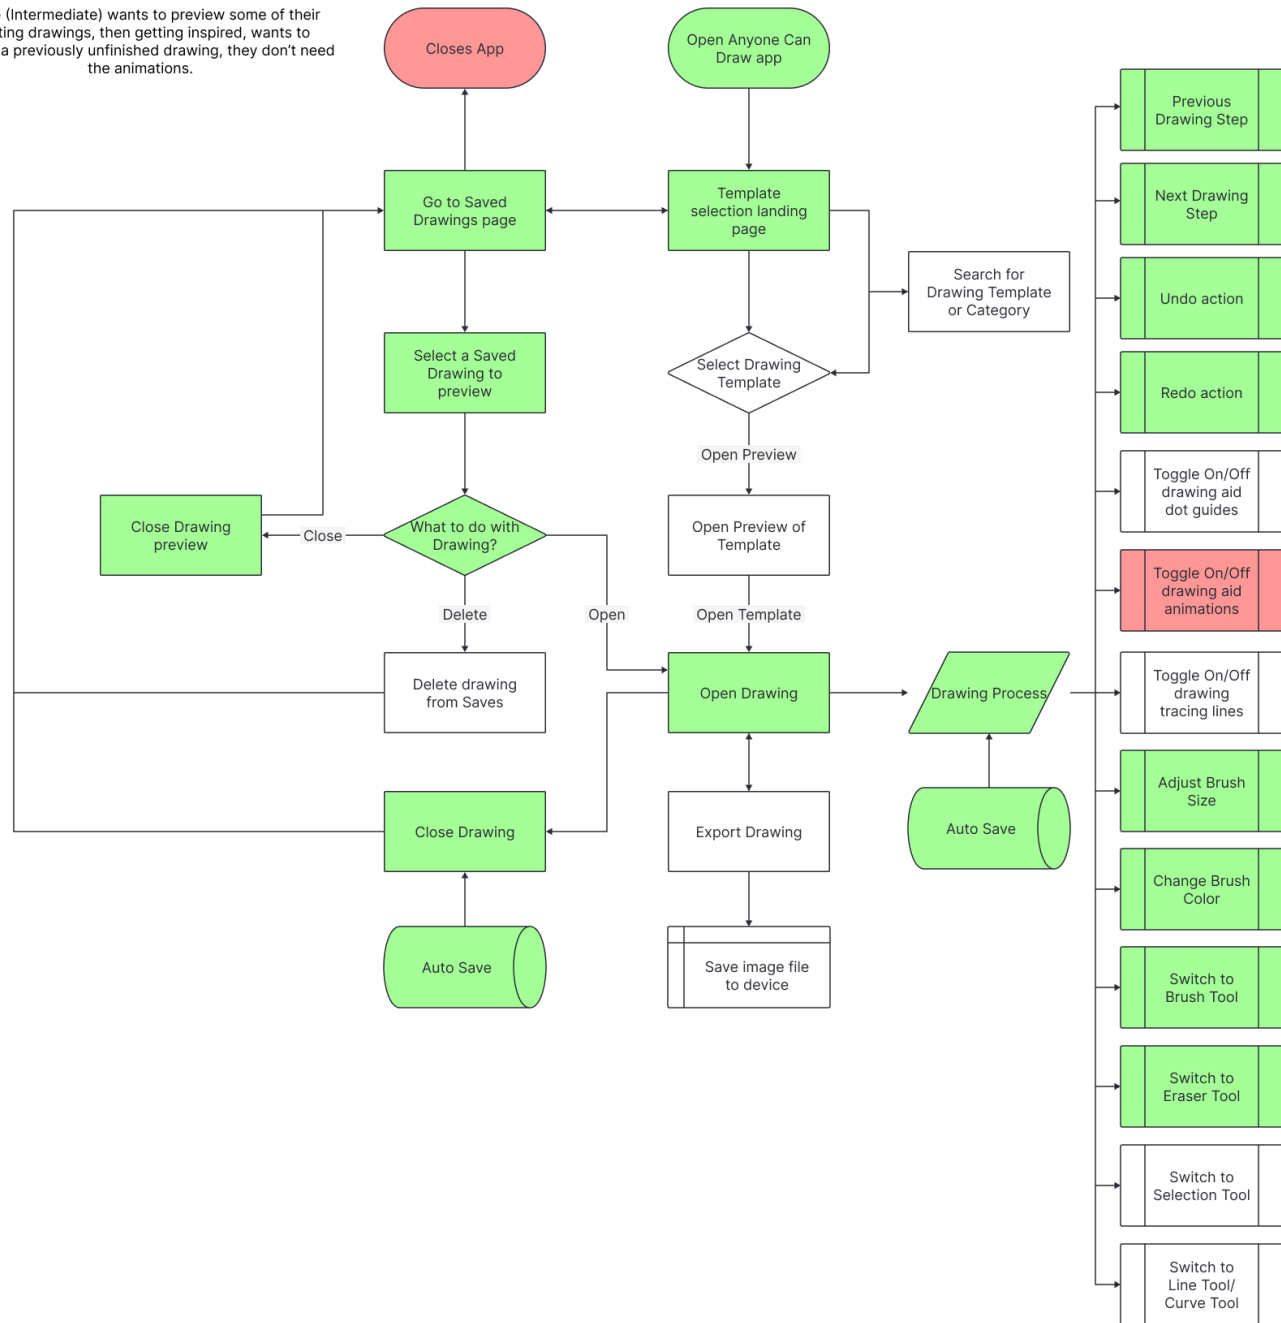 (Intermediate) wants to preview some of their
drawings, then getting inspired, wants to
a previously unfinished drawing, they don't need
the animations.
Closes App
Open Anyone Can
Draw app
Go to Saved
Drawings page
Template
selection landing
page
Search for
Drawing Template
or Category
Select a Saved
Drawing to
preview
Select Drawing
Template
Open Preview
Close Drawing
preview
Close
What to do with
Drawing?
Open Preview of
Template
Delete
Open
Open Template
Delete drawing
from Saves
Open Drawing
Drawing Process
Close Drawing
Export Drawing
Auto Save
Auto Save
Save image file
to device
Previous
Drawing Step
Next Drawing
Step
Undo action
Redo action
Toggle On/Off
drawing aid
dot guides
Toggle On/Off
drawing aid
animations
Toggle On/Off
drawing
tracing lines
Adjust Brush
Size
Change Brush
Color
Switch to
Brush Tool
Switch to
Eraser Tool
Switch to
Selection Tool
Switch to
Line Tool/
Curve Tool